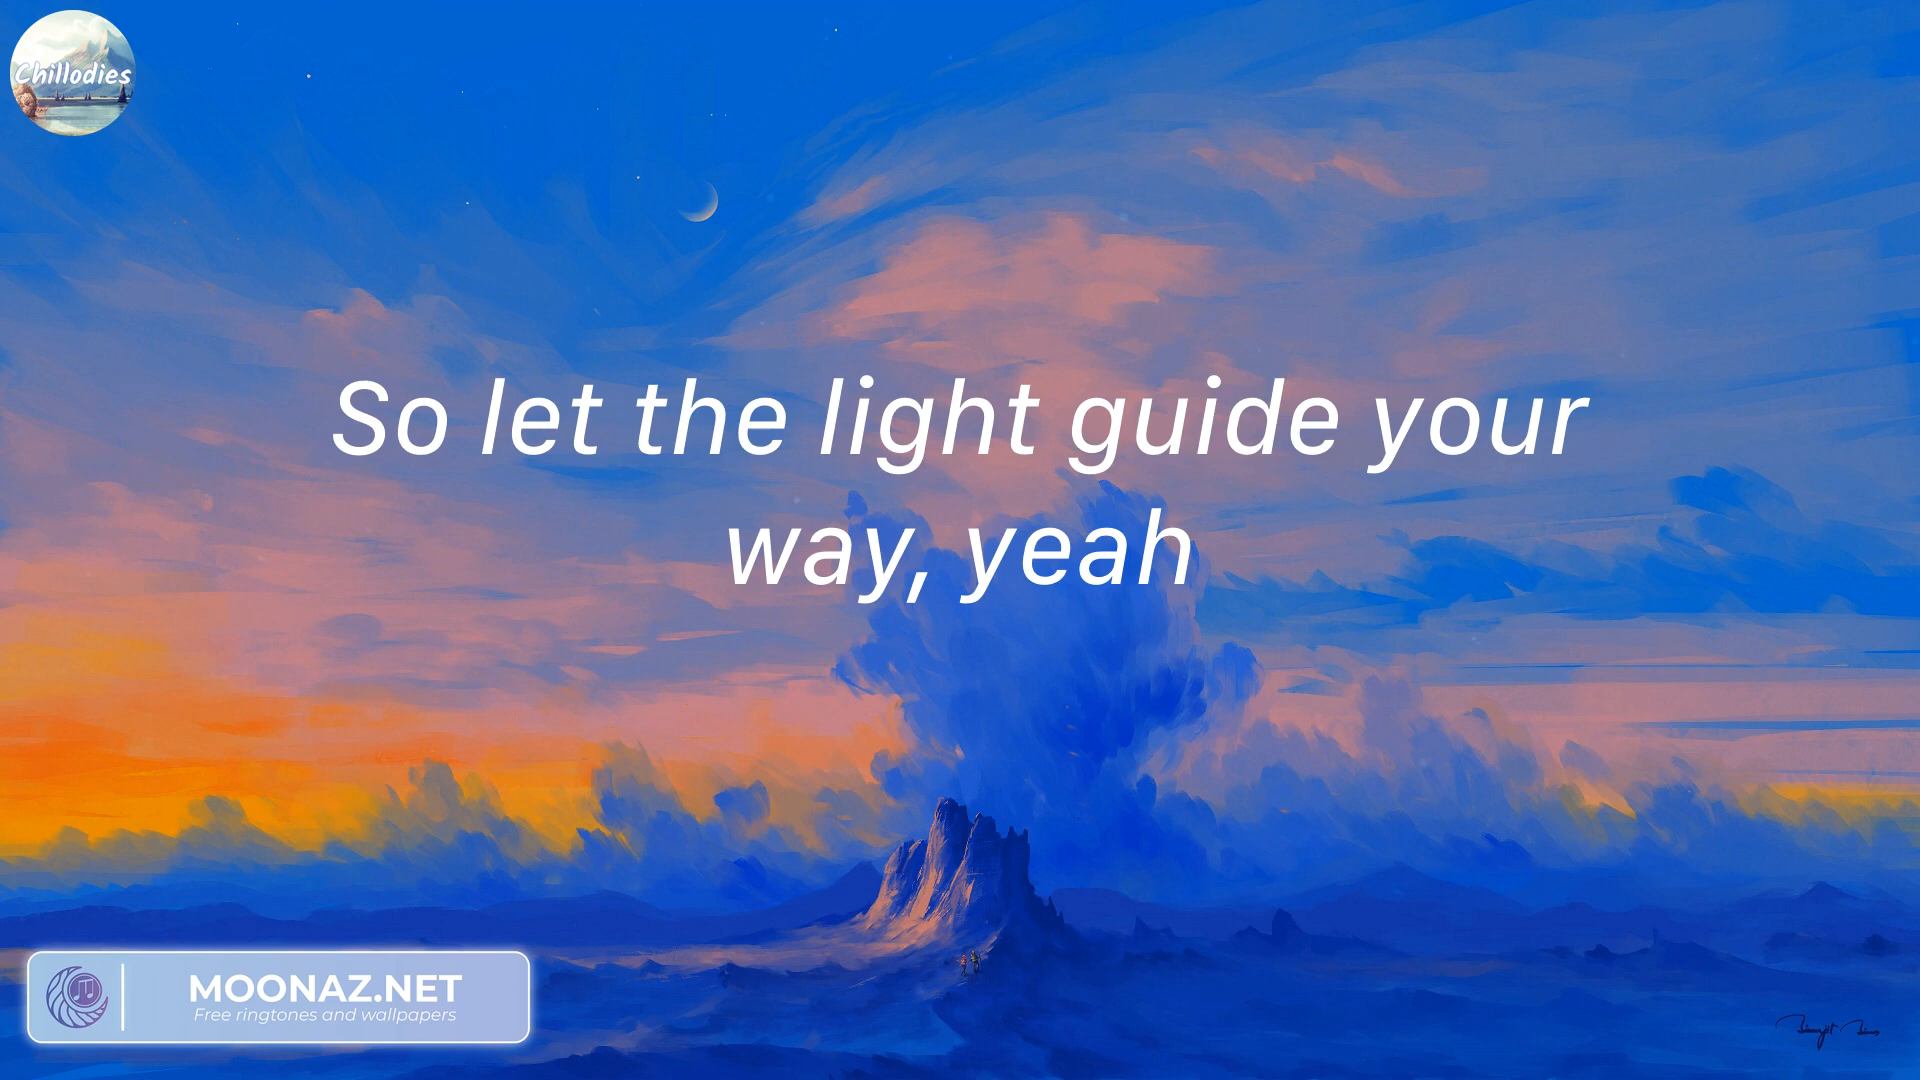 Chillodies
So let the light guide your
way, yeah
MOONAZ.NET
Free ringtones and wallpapers